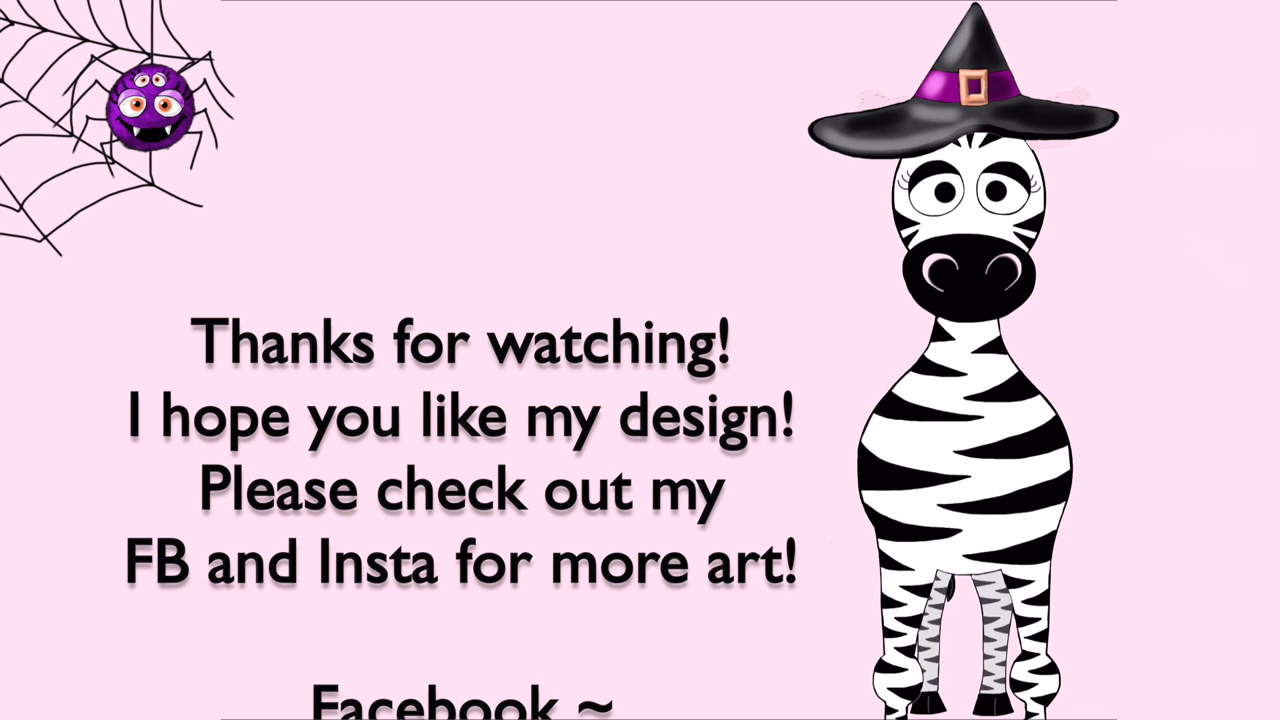 Thanks for watching!
I hope you like my design!
Please check out my
FB and Insta for more art!
Facebook ~